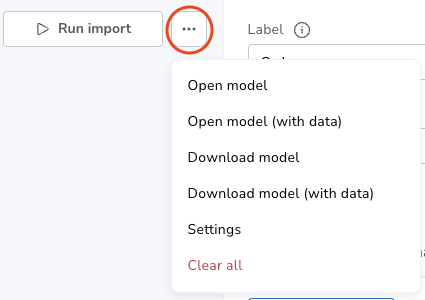 Run import
Label
Open model
Open model (with data)
Download model
Download model (with data)
Settings
Clear all